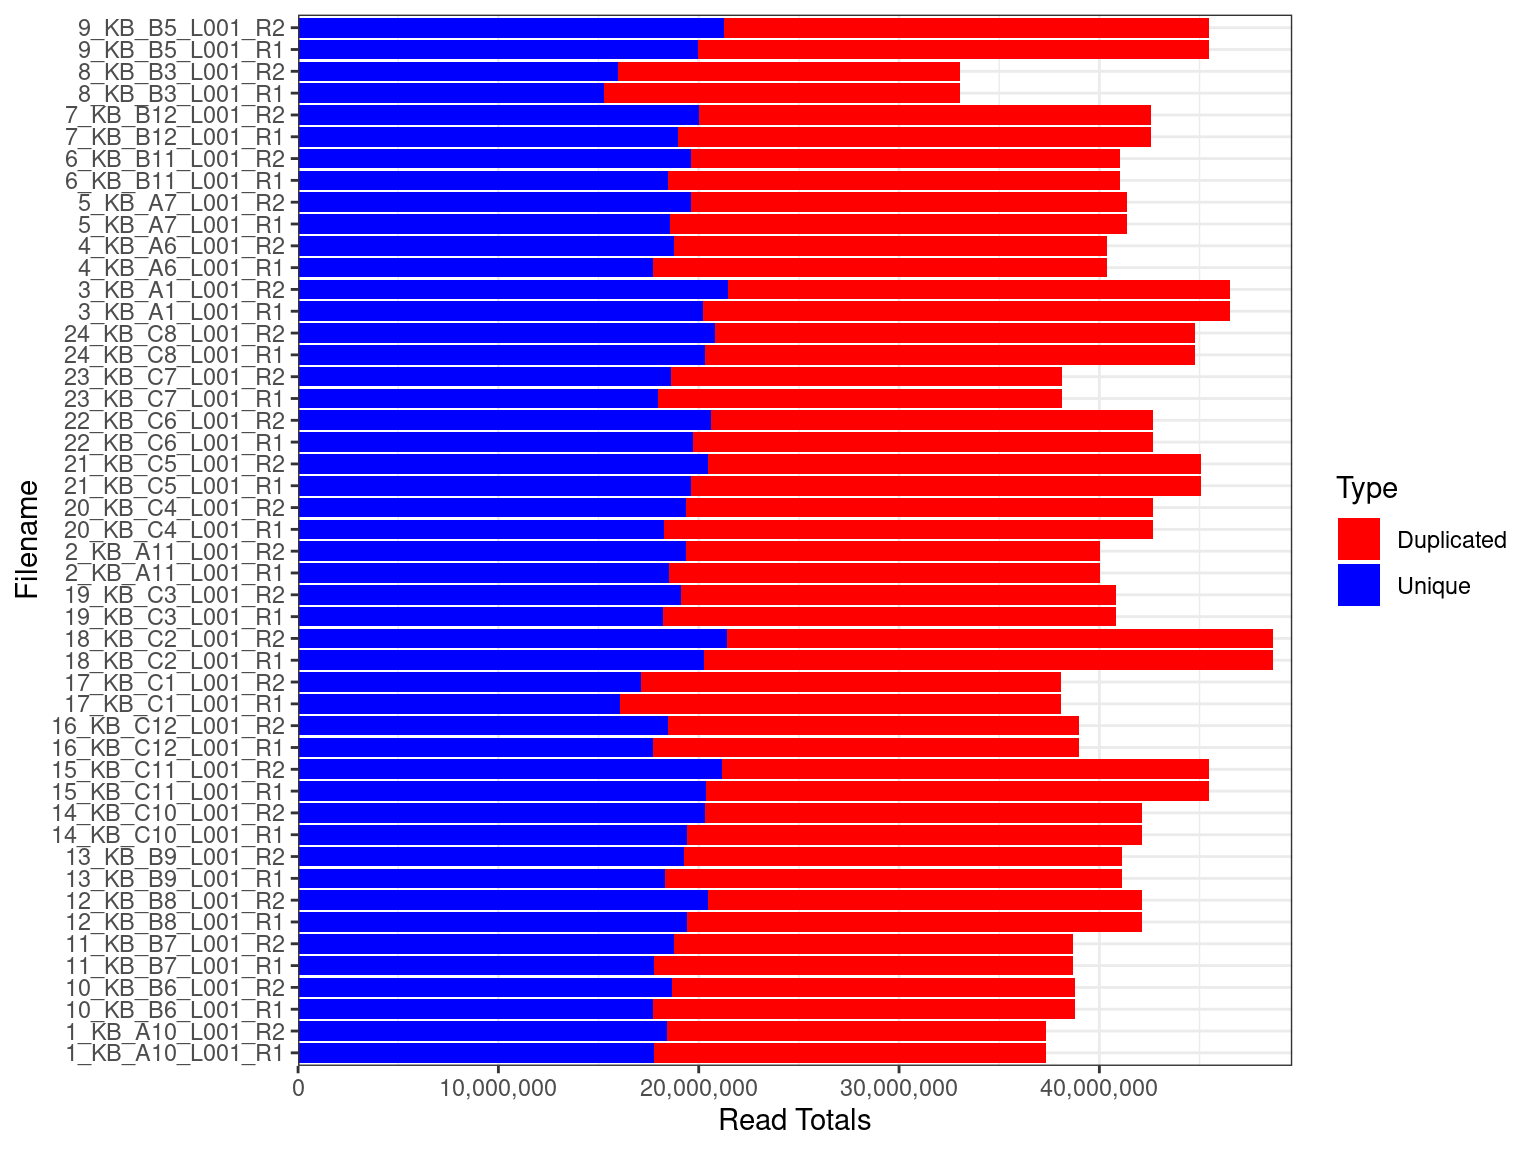 9_KB_B5_L001_R2
9_KB_B5_L001_R1
8_KB_B3_L001_R2
8_KB_B3_L001_R1
7_KB_B12_L001_R2
7_KB_B12_L001_R1
6_KB_B11_L001_R2
6_KB_B11_L001_R1
5_KB_A7_L001_R2
5_KB_A7_L001_R1
4_KB_A6_L001_R2
4_KB_A6_L001_R1
3_KB_A1_L001_R2
3_KB_A1_L001_R1
24_KB_C8_L001_R2
24_KB_C8_L001_R1
23_KB_C7_L001_R2
23_KB_C7_L001_R1
22_KB_C6_L001_R2
22_KB_C6_L001_R1
21_KB_C5_L001_R2
21_KB_C5_L001_R1
20_KB_C4_L001_R2
20_KB_C4_L001_R1
2_KB_A11_L001_R2
2_KB_A11_L001_R1
19_KB_C3_L001_R2
19_KB_C3_L001_R1
18_KB_C2_L001_R2
18_KB_C2_L001_R1
17_KB_C1_L001_R2
17_KB_C1_L001_R1
16_KB_C12_L001_R2
16_KB_C12_L001_R1
15_KB_C11_L001_R2
15_KB_C11_L001_R1
14_KB_C10_L001_R2
14_KB_C10_L001_R1
13_KB_B9_L001_R2
13_KB_B9_L001_R1
12_KB_B8_L001_R2
12_KB_B8_L001_R1
11_KB_B7_L001_R2
11_KB_B7_L001_R1
10_KB_B6_L001_R2
10_KB_B6_L001_R1
1_KB_A10_L001_R2
1_KB_A10_L001_R1
Filename
0 10,000,000 20,000,000 30,000,000 40,000,000
Read Totals
Type
Duplicated
Unique